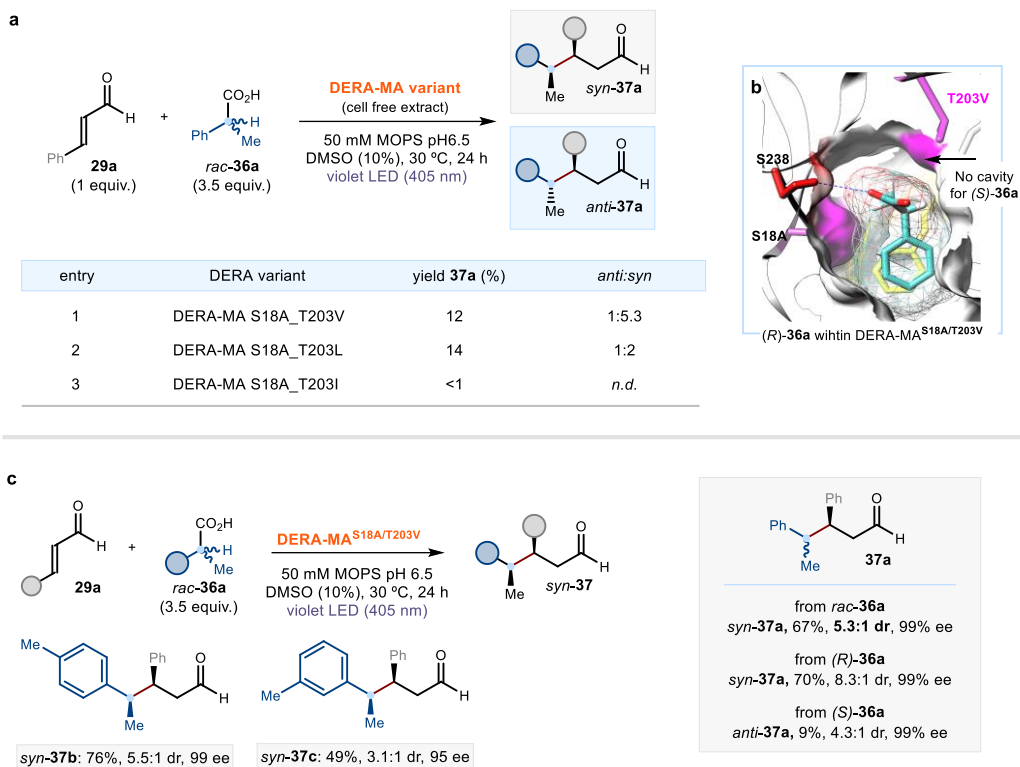 a
O
H
Ph
29a
(1 equiv.)
+
CO₂H
H
Ph
Me
rac-36a
(3.5 equiv.)
DERA-MA variant
(cell free extract)
50 mM MOPS pH6.5
DMSO (10%), 30 ºC, 24 h
violet LED (405 nm)
O
H
Me
syn-37a
O
H
Me
anti-37a
entry DERA variant yield 37a (%) anti:syn
1 DERA-MA S18A_T203V 12 1:5.3
2 DERA-MA S18A_T203L 14 1:2
3 DERA-MA S18A_T203I <1 n.d.
b
T203V
S238
No cavity
for (S)-36a
S18A
(R)-36a wihtin DERA-MA^S18A/T203V
c
O
H
29a
+
CO₂H
H
Me
rac-36a
(3.5 equiv.)
DERA-MA^S18A/T203V
50 mM MOPS pH 6.5
DMSO (10%), 30 ºC, 24 h
violet LED (405 nm)
O
H
Me
syn-37
Me
Ph
O
H
Me
syn-37b: 76%, 5.5:1 dr, 99 ee
Me
Ph
O
H
Me
syn-37c: 49%, 3.1:1 dr, 95 ee
Ph
O
Ph
H
Me
37a
from rac-36a
syn-37a, 67%, 5.3:1 dr, 99% ee
from (R)-36a
syn-37a, 70%, 8.3:1 dr, 99% ee
from (S)-36a
anti-37a, 9%, 4.3:1 dr, 99% ee